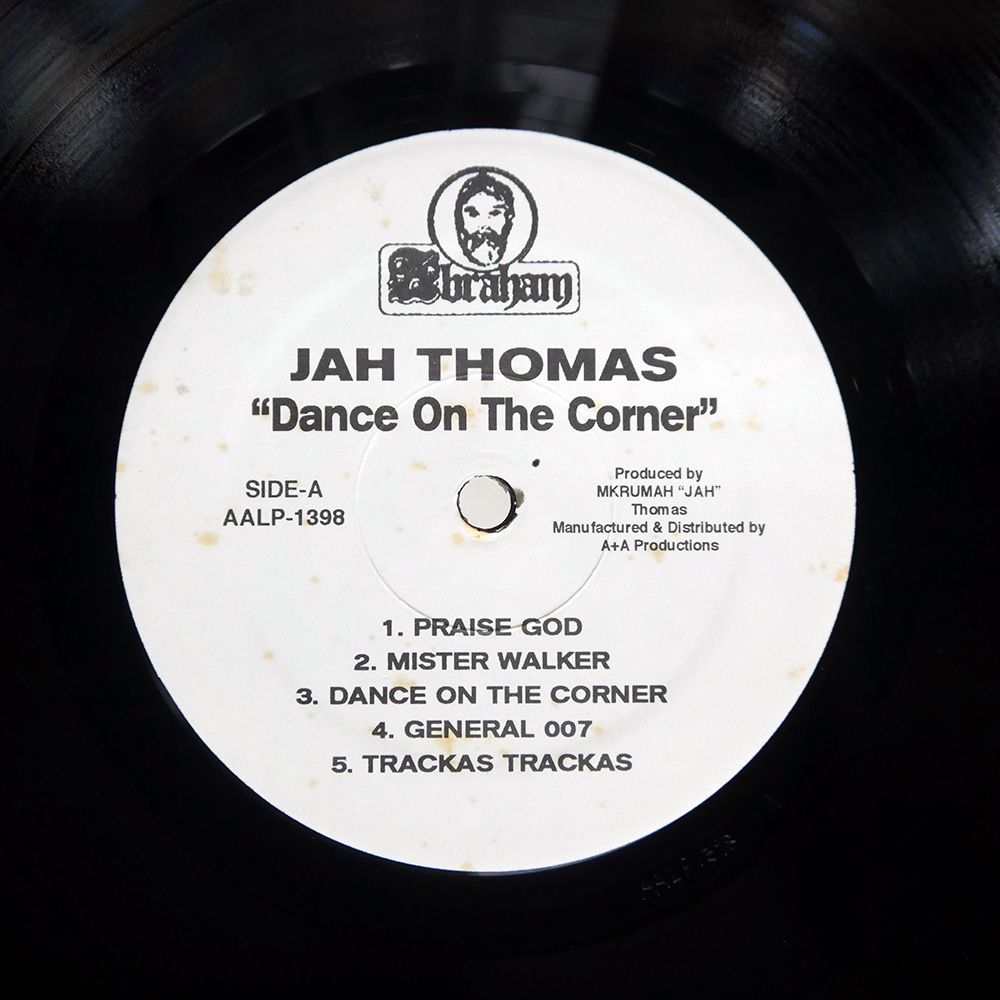 Abraham
JAH THOMAS
“Dance On The Corner”
SIDE-A
AALP-1398
Produced by
MKRUMAH “JAH”
Thomas
Manufactured & Distributed by
A+A Productions
1. PRAISE GOD
2. MISTER WALKER
3. DANCE ON THE CORNER
4. GENERAL 007
5. TRACKAS TRACKAS